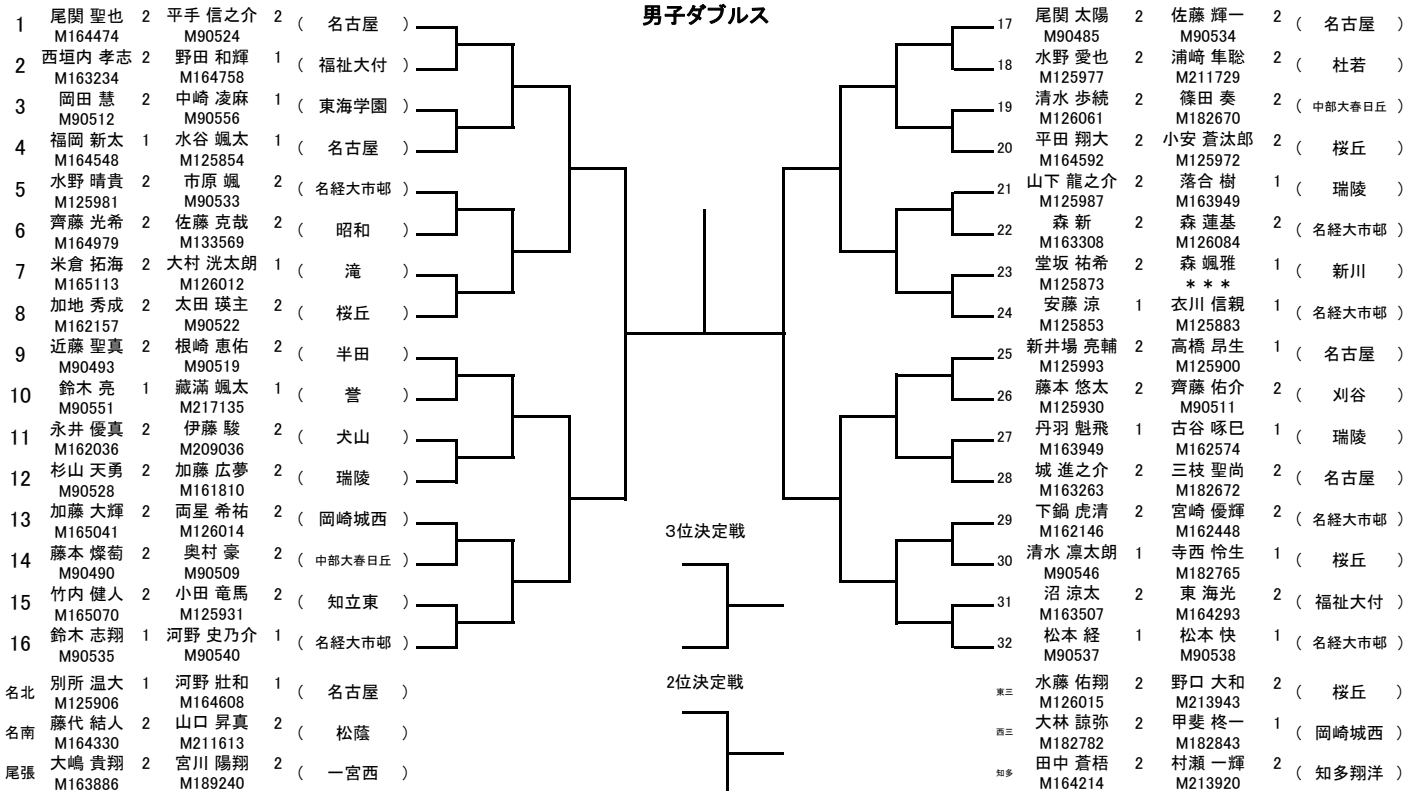 男子ダブルス
1 尾関 聖也 2 平手 信之介 2 ( 名古屋 )
M164474 M90524
2 西垣内 孝志 2 野田 和輝 1 ( 福祉大付 )
M163234 M164758
3 岡田 慧 2 中崎 凌麻 1 ( 東海学園 )
M90512 M90556
4 福岡 新太 1 水谷 颯太 1 ( 名古屋 )
M164548 M125854
5 水野 晴貴 2 市原 颯 2 ( 名経大市邨 )
M125981 M90533
6 齊藤 光希 2 佐藤 克哉 2 ( 昭和 )
M164979 M133569
7 米倉 拓海 2 大村 洸太朗 1 ( 滝 )
M165113 M126012
8 加地 秀成 2 太田 瑛主 2 ( 桜丘 )
M162157 M90522
9 近藤 聖真 2 根崎 恵佑 2 ( 半田 )
M90493 M90519
10 鈴木 亮 1 藏滿 颯太 1 ( 誉 )
M90551 M217135
11 永井 優真 2 伊藤 駿 2 ( 犬山 )
M162036 M209036
12 杉山 天勇 2 加藤 広夢 2 ( 瑞陵 )
M90528 M161810
13 加藤 大輝 2 両星 希祐 2 ( 岡崎城西 )
M165041 M126014
14 藤本 燦萄 2 奥村 豪 2 ( 中部大春日丘 )
M90490 M90509
15 竹内 健人 2 小田 竜馬 2 ( 知立東 )
M165070 M125931
16 鈴木 志翔 1 河野 史乃介 1 ( 名経大市邨 )
M90535 M90540
名北 別所 温大 1 河野 壯和 1 ( 名古屋 )
M125906 M164608
名南 藤代 結人 2 山口 昇真 2 ( 松蔭 )
M164330 M211613
尾張 大嶋 貴翔 2 宮川 陽翔 2 ( 一宮西 )
M163886 M189240
3位決定戦
2位決定戦
17 尾関 太陽 2 佐藤 輝一 2 ( 名古屋 )
M90485 M90534
18 水野 愛也 2 浦﨑 隼聡 2 ( 杜若 )
M125977 M211729
19 清水 歩続 2 篠田 奏 2 ( 中部大春日丘 )
M126061 M182670
20 平田 翔大 2 小安 蒼汰郎 2 ( 桜丘 )
M164592 M125972
21 山下 龍之介 2 落合 樹 1 ( 瑞陵 )
M125987 M163949
22 森 新 2 森 蓮基 2 ( 名経大市邨 )
M163308 M126084
23 堂坂 祐希 2 森 颯雅 1 ( 新川 )
M125873 ＊＊＊
24 安藤 涼 1 衣川 信親 1 ( 名経大市邨 )
M125853 M125883
25 新井場 亮輔 2 高橋 昂生 1 ( 名古屋 )
M125993 M125900
26 藤本 悠太 2 齊藤 佑介 2 ( 刈谷 )
M125930 M90511
27 丹羽 魁飛 1 古谷 啄巳 1 ( 瑞陵 )
M163949 M162574
28 城 進之介 2 三枝 聖尚 2 ( 名古屋 )
M163263 M182672
29 下鍋 虎清 2 宮崎 優輝 2 ( 名経大市邨 )
M162146 M162448
30 清水 凛太朗 1 寺西 怜生 1 ( 桜丘 )
M90546 M182765
31 沼 涼太 2 東 海光 2 ( 福祉大付 )
M163507 M164293
32 松本 経 1 松本 快 1 ( 名経大市邨 )
M90537 M90538
東三 水藤 佑翔 2 野口 大和 2 ( 桜丘 )
M126015 M213943
西三 大林 諒弥 2 甲斐 柊一 1 ( 岡崎城西 )
M182782 M182843
知多 田中 蒼梧 2 村瀬 一輝 2 ( 知多翔洋 )
M164214 M213920